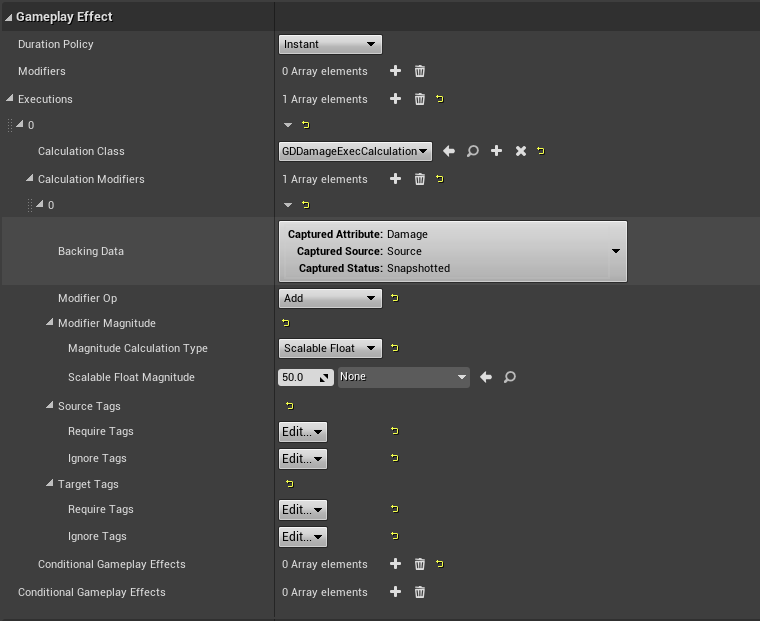 Gameplay Effect
Duration Policy Instant
Modifiers 0 Array elements
Executions 1 Array elements
0
Calculation Class GDDamageExecCalculation
Calculation Modifiers 1 Array elements
0
Captured Attribute: Damage
Backing Data Captured Source: Source
Captured Status: Snapshotted
Modifier Op Add
Modifier Magnitude
Magnitude Calculation Type Scalable Float
Scalable Float Magnitude 50.0 None
Source Tags
Require Tags Edit...
Ignore Tags Edit...
Target Tags
Require Tags Edit...
Ignore Tags Edit...
Conditional Gameplay Effects 0 Array elements
Conditional Gameplay Effects 0 Array elements